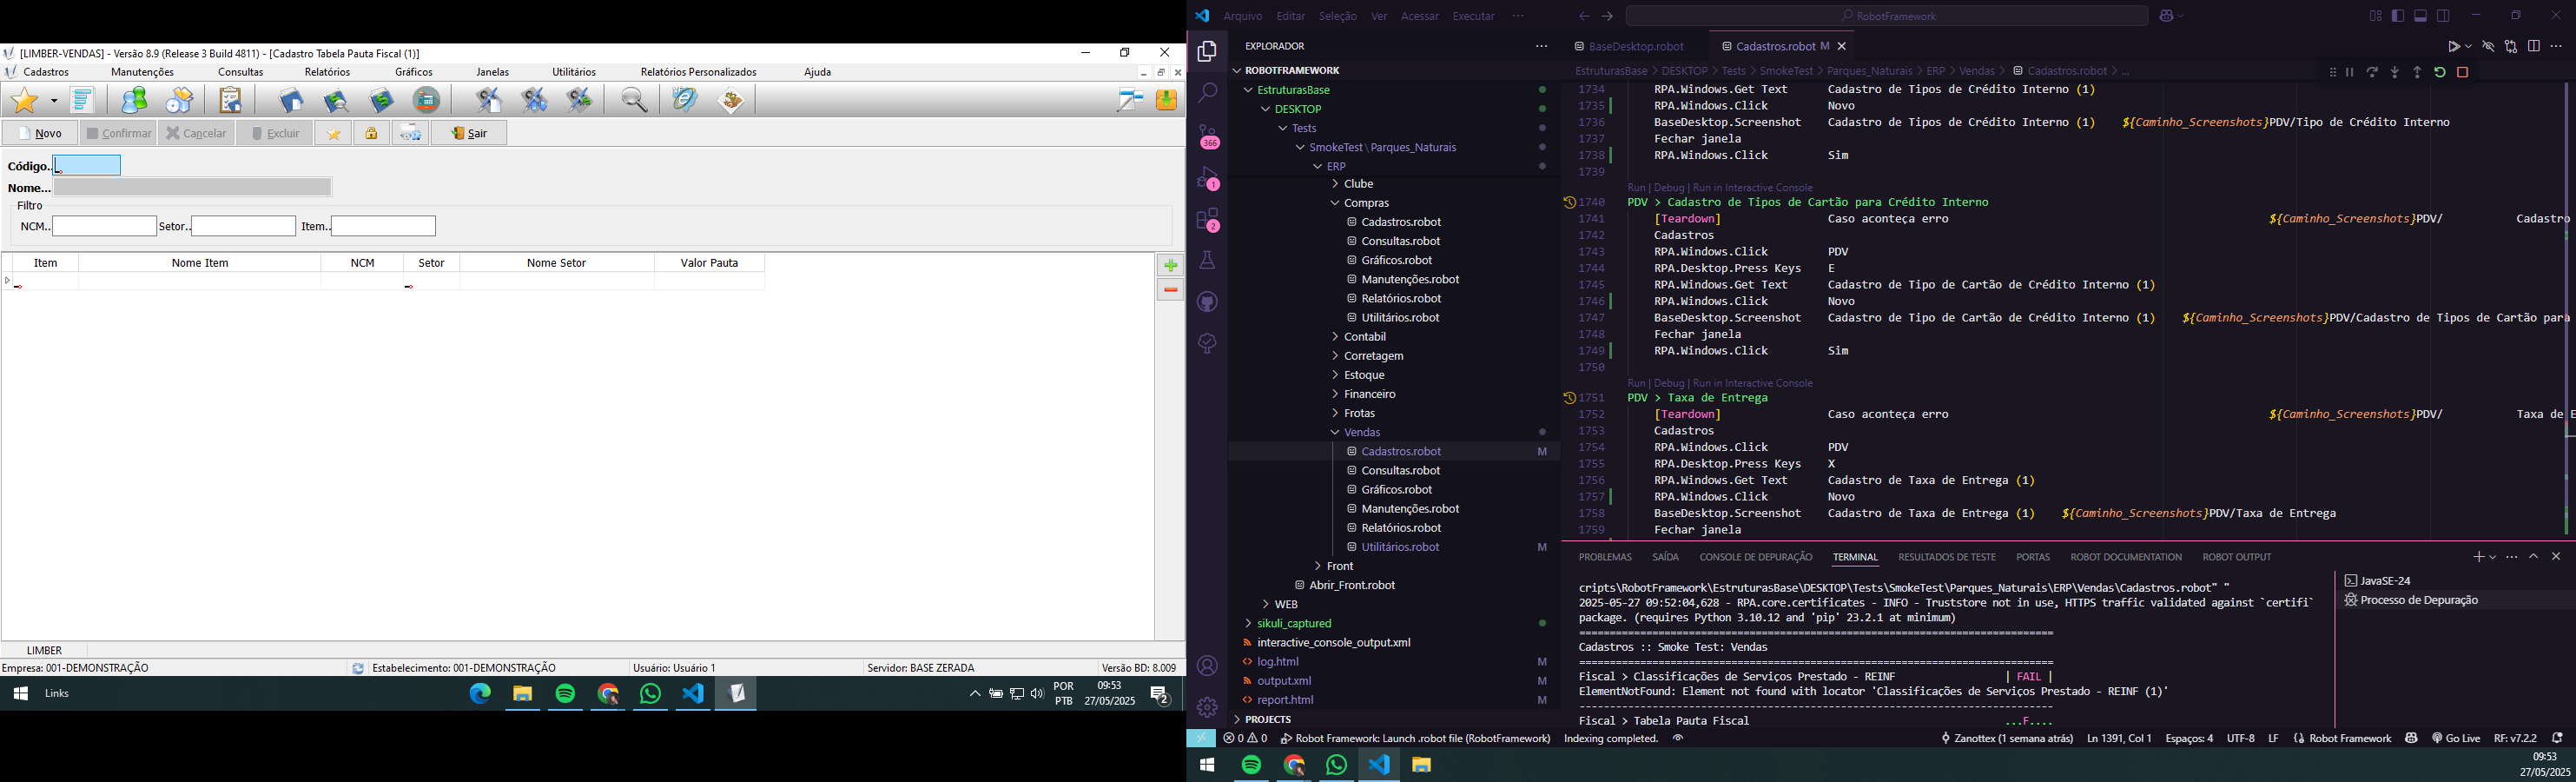 [LIMBER-VENDAS] - Versão 8.9 (Release 3 Build 4811) - [Cadastro Tabela Pauta Fiscal (1)]
Cadastros Manutenções Consultas Relatórios Gráficos Janelas Utilitários Relatórios Personalizados Ajuda
Novo Confirmar Cancelar Excluir Sair
Código..
Nome...
Filtro
NCM.. Setor.. Item..
Item Nome Item NCM Setor Nome Setor Valor Pauta
LIMBER
Empresa: 001-DEMONSTRAÇÃO Estabelecimento: 001-DEMONSTRAÇÃO Usuário: Usuário 1 Servidor: BASE ZERADA Versão BD: 8.009
Links
POR
PTB
09:53
27/05/2025
2
Arquivo Editar Seleção Ver Acessar Executar ...
RobotFramework
EXPLORADOR
366
1
2
ROBOTFRAMEWORK
EstruturasBase
DESKTOP
Tests
SmokeTest\Parques_Naturais
ERP
Clube
Compras
Cadastros.robot
Consultas.robot
Gráficos.robot
Manutenções.robot
Relatórios.robot
Utilitários.robot
Contabil
Corretagem
Estoque
Financeiro
Frotas
Vendas
Cadastros.robot M
Consultas.robot
Gráficos.robot
Manutenções.robot
Relatórios.robot
Utilitários.robot M
Front
Abrir_Front.robot
WEB
sikuli_captured
interactive_console_output.xml
log.html M
output.xml M
report.html M
PROJECTS
BaseDesktop.robot Cadastros.robot M
EstruturasBase > DESKTOP > Tests > SmokeTest > Parques_Naturais > ERP > Vendas > Cadastros.robot > ...
1734 RPA.Windows.Get Text Cadastro de Tipos de Crédito Interno (1)
1735 RPA.Windows.Click Novo
1736 BaseDesktop.Screenshot Cadastro de Tipos de Crédito Interno (1) ${Caminho_Screenshots}PDV/Tipo de Crédito Interno
1737 Fechar janela
1738 RPA.Windows.Click Sim
1739
Run | Debug | Run in Interactive Console
1740 PDV > Cadastro de Tipos de Cartão para Crédito Interno
1741 [Teardown] Caso aconteça erro ${Caminho_Screenshots}PDV/ Cadastro
1742 Cadastros
1743 RPA.Windows.Click PDV
1744 RPA.Desktop.Press Keys E
1745 RPA.Windows.Get Text Cadastro de Tipo de Cartão de Crédito Interno (1)
1746 RPA.Windows.Click Novo
1747 BaseDesktop.Screenshot Cadastro de Tipo de Cartão de Crédito Interno (1) ${Caminho_Screenshots}PDV/Cadastro de Tipos de Cartão para
1748 Fechar janela
1749 RPA.Windows.Click Sim
1750
Run | Debug | Run in Interactive Console
1751 PDV > Taxa de Entrega
1752 [Teardown] Caso aconteça erro ${Caminho_Screenshots}PDV/ Taxa de E
1753 Cadastros
1754 RPA.Windows.Click PDV
1755 RPA.Desktop.Press Keys X
1756 RPA.Windows.Get Text Cadastro de Taxa de Entrega (1)
1757 RPA.Windows.Click Novo
1758 BaseDesktop.Screenshot Cadastro de Taxa de Entrega (1) ${Caminho_Screenshots}PDV/Taxa de Entrega
1759 Fechar janela
PROBLEMAS SAÍDA CONSOLE DE DEPURAÇÃO TERMINAL RESULTADOS DE TESTE PORTAS ROBOT DOCUMENTATION ROBOT OUTPUT
cripts\RobotFramework\EstruturasBase\DESKTOP\Tests\SmokeTest\Parques_Naturais\ERP\Vendas\Cadastros.robot" "
2025-05-27 09:52:04,628 - RPA.core.certificates - INFO - Truststore not in use, HTTPS traffic validated against `certifi`
package. (requires Python 3.10.12 and 'pip' 23.2.1 at minimum)
==============================================================================
Cadastros :: Smoke Test: Vendas
==============================================================================
Fiscal > Classificações de Serviços Prestado - REINF | FAIL |
ElementNotFound: Element not found with locator 'Classificações de Serviços Prestado - REINF (1)'
------------------------------------------------------------------------------
Fiscal > Tabela Pauta Fiscal ...F....
JavaSE-24
Processo de Depuração
0 0 Robot Framework: Launch .robot file (RobotFramework) Indexing completed. Zanottex (1 semana atrás) Ln 1391, Col 1 Espaços: 4 UTF-8 LF Robot Framework Go Live RF: v7.2.2
09:53
27/05/2025